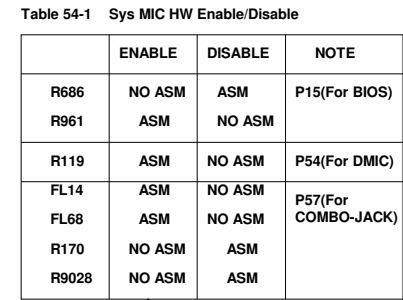 Table 54-1 Sys MIC HW Enable/Disable
ENABLE DISABLE NOTE
R686 NO ASM ASM P15(For BIOS)
R961 ASM NO ASM
R119 ASM NO ASM P54(For DMIC)
FL14 ASM NO ASM P57(For
FL68 ASM NO ASM COMBO-JACK)
R170 NO ASM ASM
R9028 NO ASM ASM